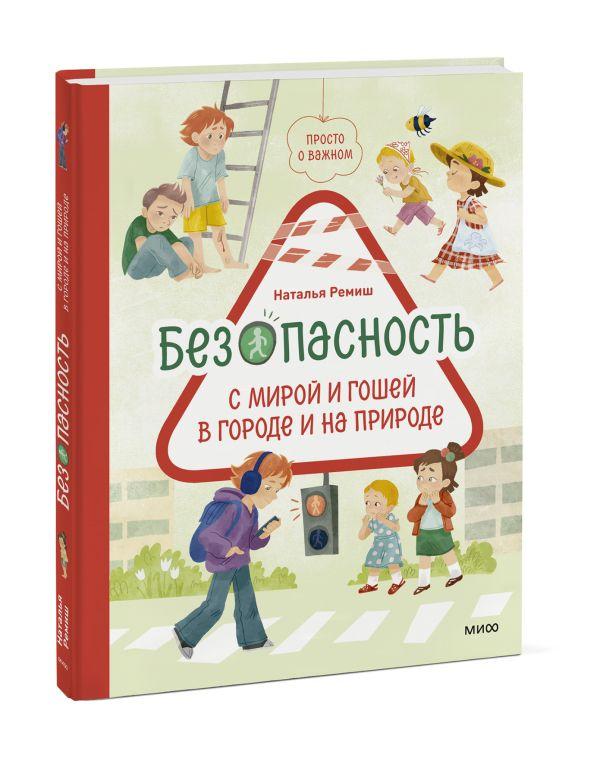 просто
о важном
Наталья Ремиш
Безопасность
с Мирой и Гошей
в городе и на природе
МИФ
Наталья
Ремиш
Безопасность
с Мирой и Гошей
в городе и на природе
МИФ